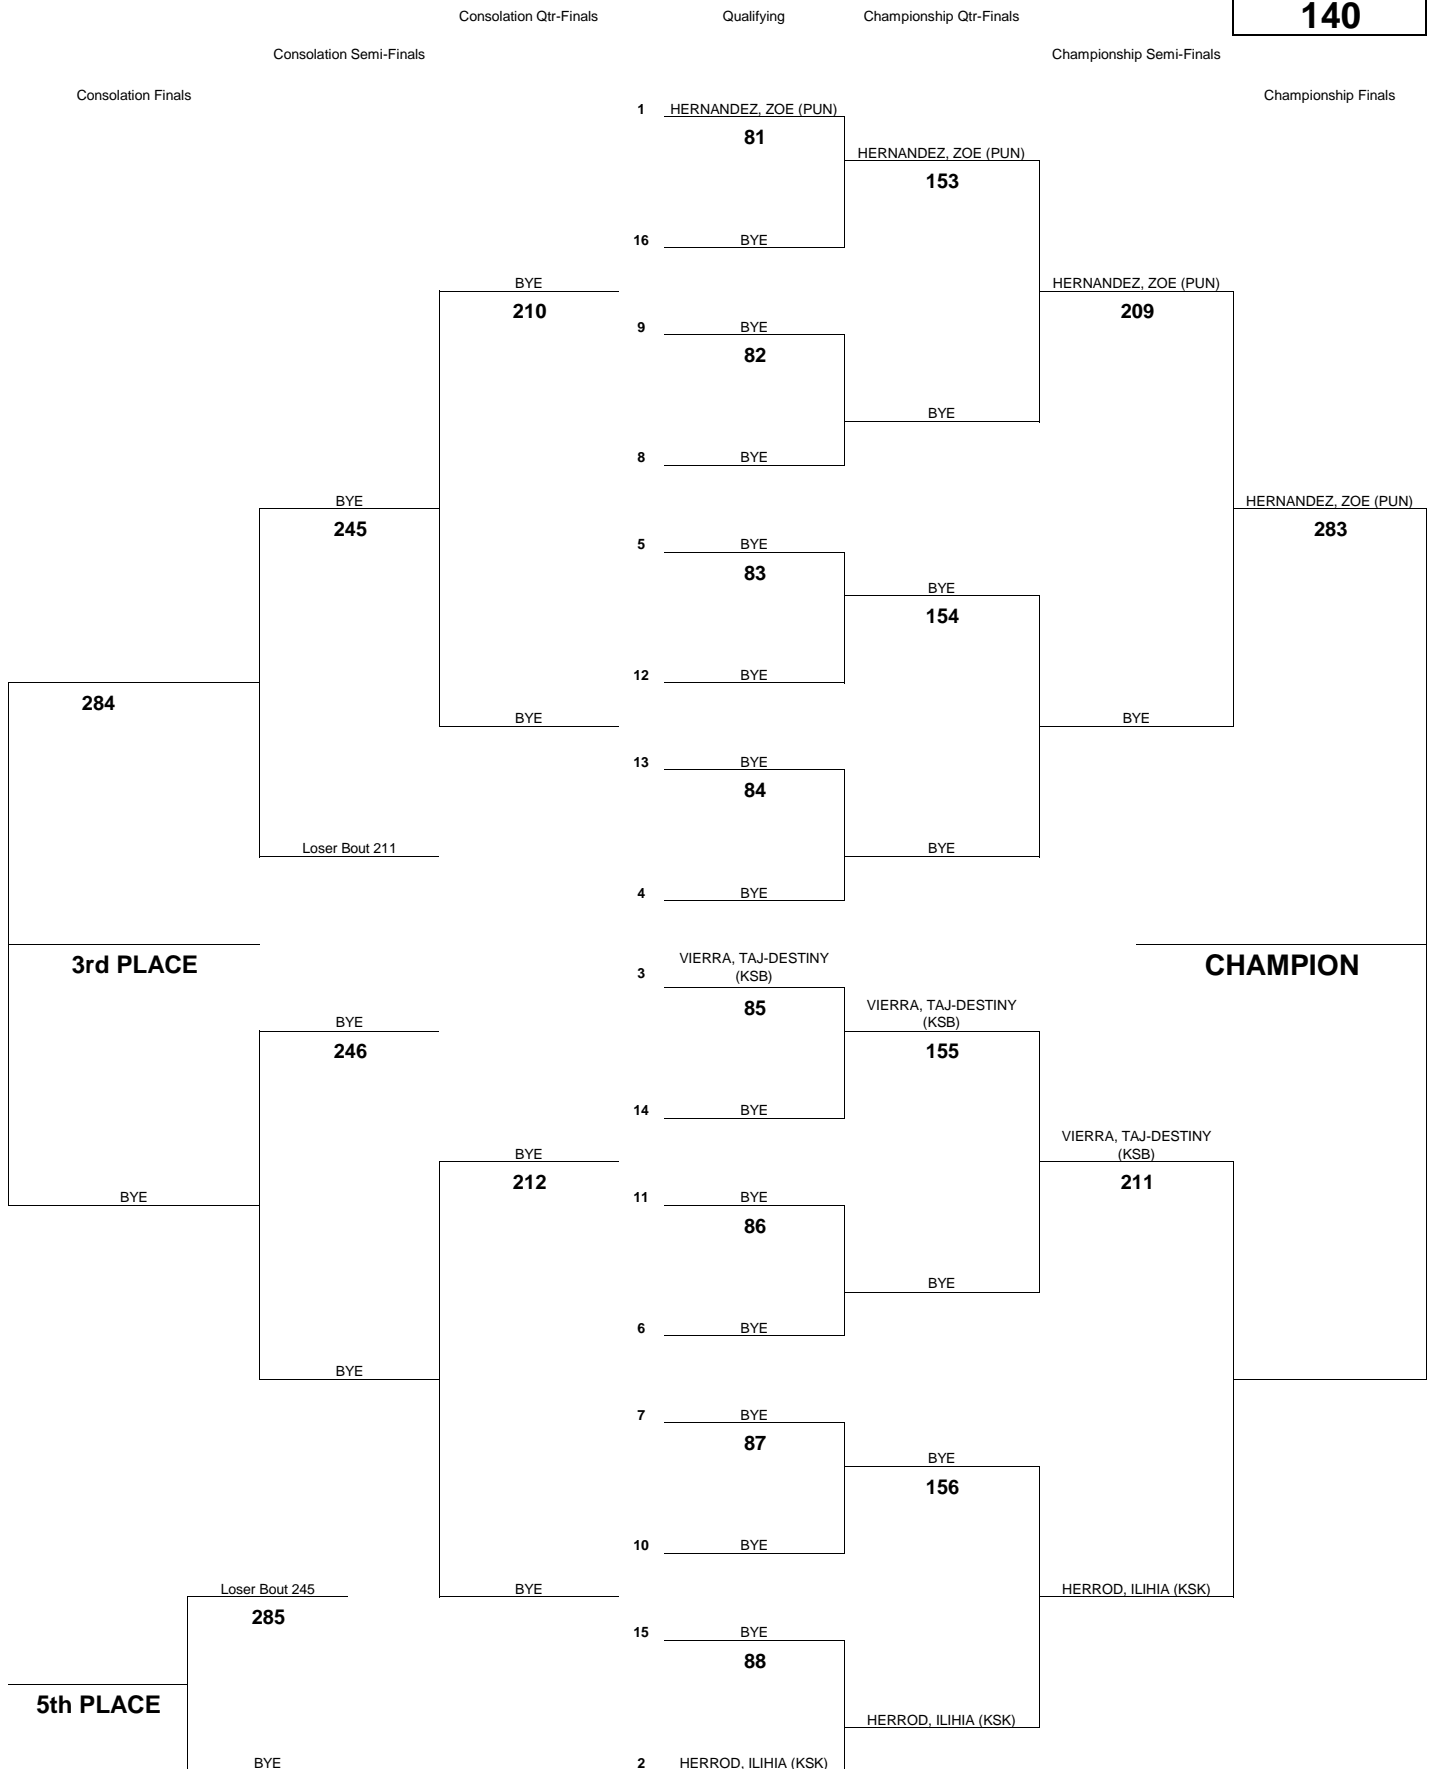 Consolation Qtr-Finals
Qualifying
Championship Qtr-Finals
140
Consolation Semi-Finals
Championship Semi-Finals
Consolation Finals
Championship Finals
1
HERNANDEZ, ZOE (PUN)
81
HERNANDEZ, ZOE (PUN)
153
16
BYE
BYE
210
HERNANDEZ, ZOE (PUN)
209
9
BYE
82
BYE
8
BYE
BYE
245
HERNANDEZ, ZOE (PUN)
283
5
BYE
83
BYE
154
12
BYE
284
BYE
BYE
13
BYE
84
Loser Bout 211
BYE
4
BYE
3rd PLACE
CHAMPION
3
VIERRA, TAJ-DESTINY
(KSB)
85
VIERRA, TAJ-DESTINY
(KSB)
155
BYE
246
14
BYE
VIERRA, TAJ-DESTINY
(KSB)
211
BYE
212
BYE
11
BYE
86
BYE
6
BYE
BYE
7
BYE
87
BYE
156
10
BYE
Loser Bout 245
285
BYE
HERROD, ILIHIA (KSK)
15
BYE
88
5th PLACE
HERROD, ILIHIA (KSK)
BYE
2
HERROD, ILIHIA (KSK)